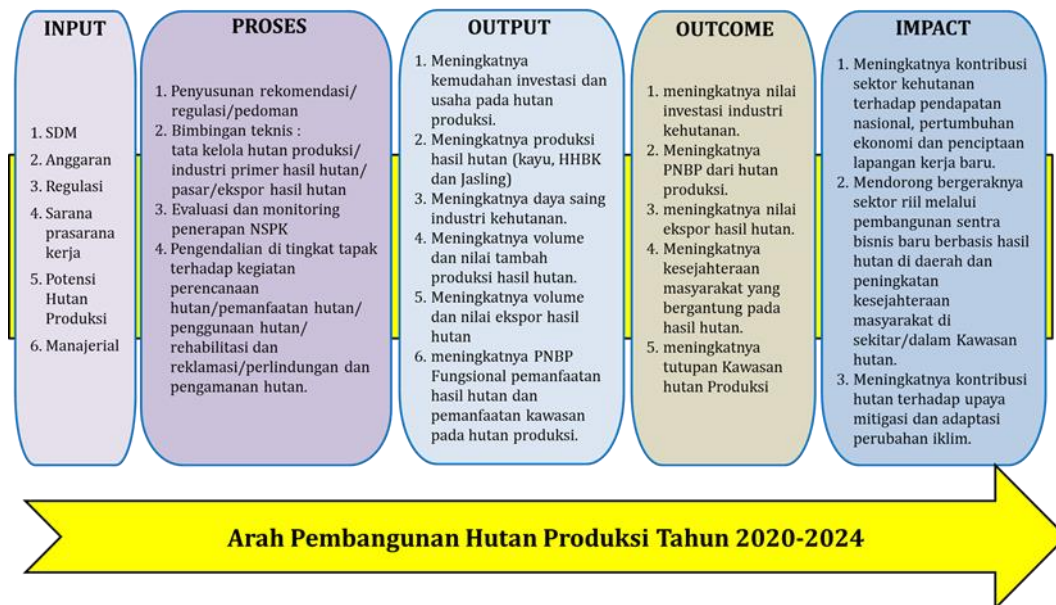 INPUT
1. SDM
2. Anggaran
3. Regulasi
4. Sarana
prasarana
kerja
5. Potensi
Hutan
Produksi
6. Manajerial
PROSES
1. Penyusunan rekomendasi/
regulasi/pedoman
2. Bimbingan teknis :
tata kelola hutan produksi/
industri primer hasil hutan/
pasar/ekspor hasil hutan
3. Evaluasi dan monitoring
penerapan NSPK
4. Pengendalian di tingkat tapak
terhadap kegiatan
perencanaan
hutan/pemanfaatan hutan/
penggunaan hutan/
rehabilitasi dan
reklamasi/perlindungan dan
pengamanan hutan.
OUTPUT
1. Meningkatnya
kemudahan investasi dan
usaha pada hutan
produksi.
2. Meningkatnya produksi
hasil hutan (kayu, HHBK
dan Jasling)
3. Meningkatnya daya saing
industri kehutanan.
4. Meningkatnya volume
dan nilai tambah
produksi hasil hutan.
5. Meningkatnya volume
dan nilai ekspor hasil
hutan
6. meningkatnya PNBP
Fungsional pemanfaatan
hasil hutan dan
pemanfaatan kawasan
pada hutan produksi.
OUTCOME
1. meningkatnya nilai
investasi industri
kehutanan.
2. Meningkatnya
PNBP dari hutan
produksi.
3. meningkatnya nilai
ekspor hasil hutan.
4. Meningkatnya
kesejahteraan
masyarakat yang
bergantung pada
hasil hutan.
5. meningkatnya
tutupan Kawasan
hutan Produksi
IMPACT
1. Meningkatnya kontribusi
sektor kehutanan
terhadap pendapatan
nasional, pertumbuhan
ekonomi dan penciptaan
lapangan kerja baru.
2. Mendorong bergeraknya
sektor riil melalui
pembangunan sentra
bisnis baru berbasis hasil
hutan di daerah dan
peningkatan
kesejahteraan
masyarakat di
sekitar/dalam Kawasan
hutan.
3. Meningkatnya kontribusi
hutan terhadap upaya
mitigasi dan adaptasi
perubahan iklim.
Arah Pembangunan Hutan Produksi Tahun 2020-2024